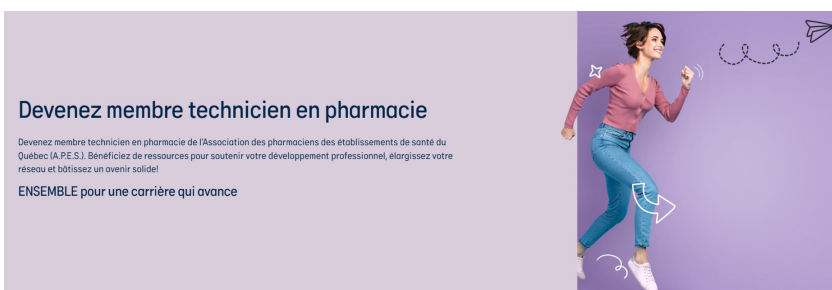 Devenez membre technicien en pharmacie
Devenez membre technicien en pharmacie de l'Association des pharmaciens des établissements de santé du
Québec (A.P.E.S.). Bénéficiez de ressources pour soutenir votre développement professionnel, élargissez votre
réseau et bâtissez un avenir solide!
ENSEMBLE pour une carrière qui avance